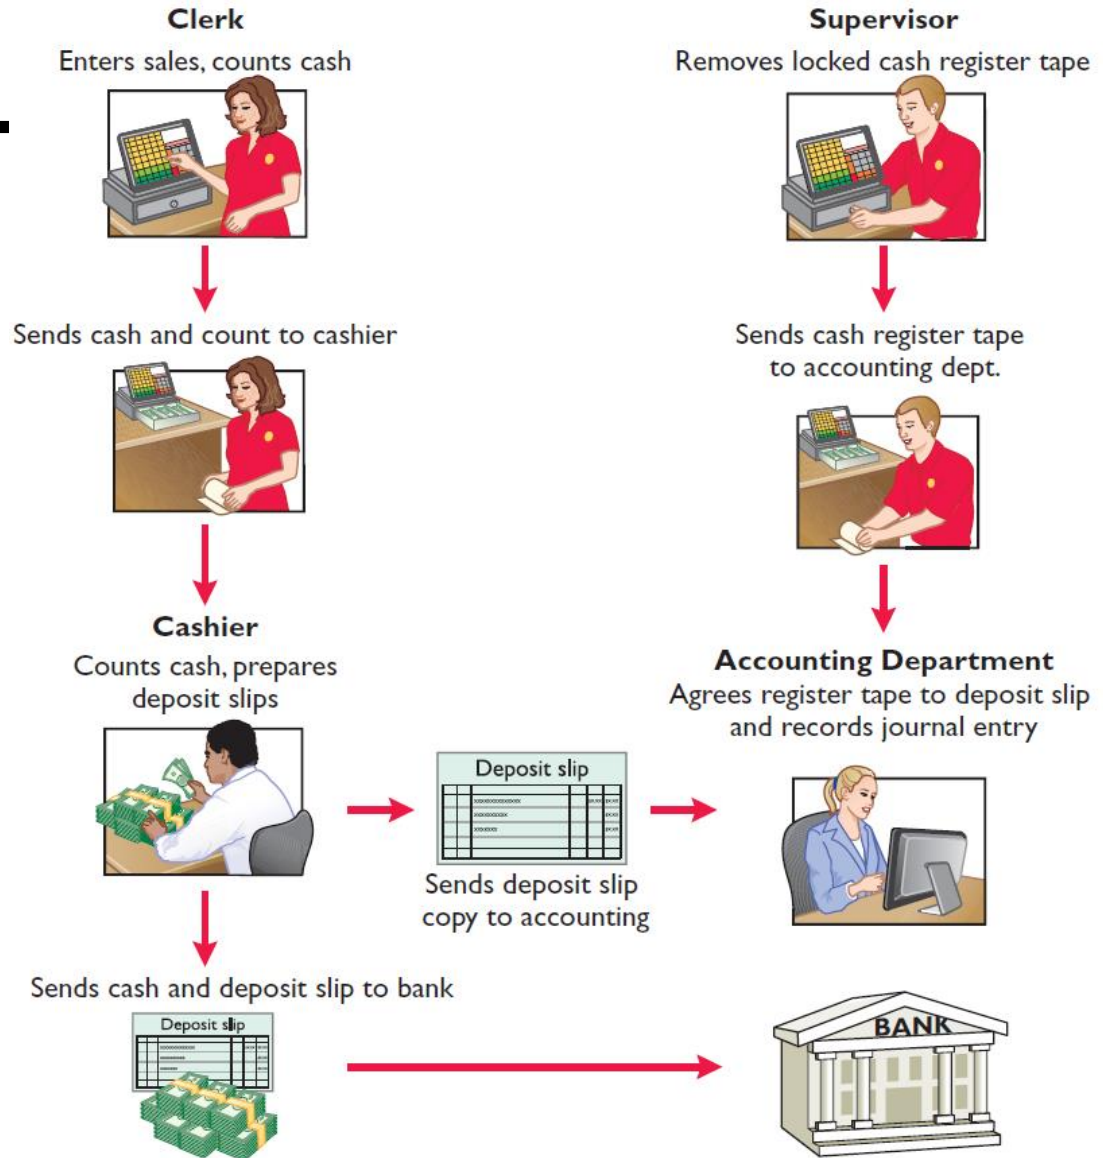 Clerk
Enters sales, counts cash
Supervisor
Removes locked cash register tape
Sends cash and count to cashier
Sends cash register tape
to accounting dept.
Cashier
Counts cash, prepares
deposit slips
Accounting Department
Agrees register tape to deposit slip
and records journal entry
Deposit slip
Sends deposit slip
copy to accounting
Sends cash and deposit slip to bank
Deposit slip
BANK